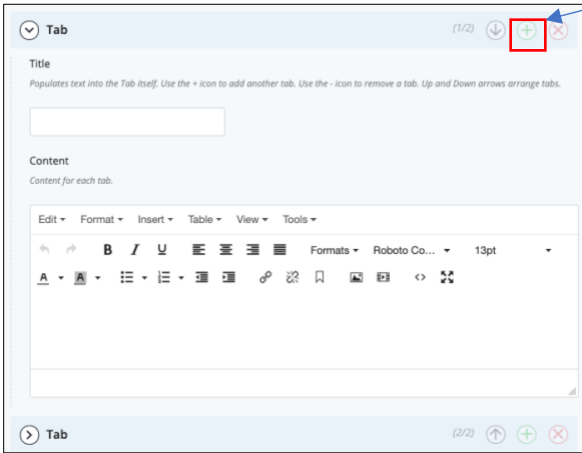 Tab (1/2)
Title
Populates text into the Tab itself. Use the + icon to add another tab. Use the - icon to remove a tab. Up and Down arrows arrange tabs.
Content
Content for each tab.
Edit Format Insert Table View Tools
B I U Formats Roboto Co... 13pt
A A
Tab (2/2)